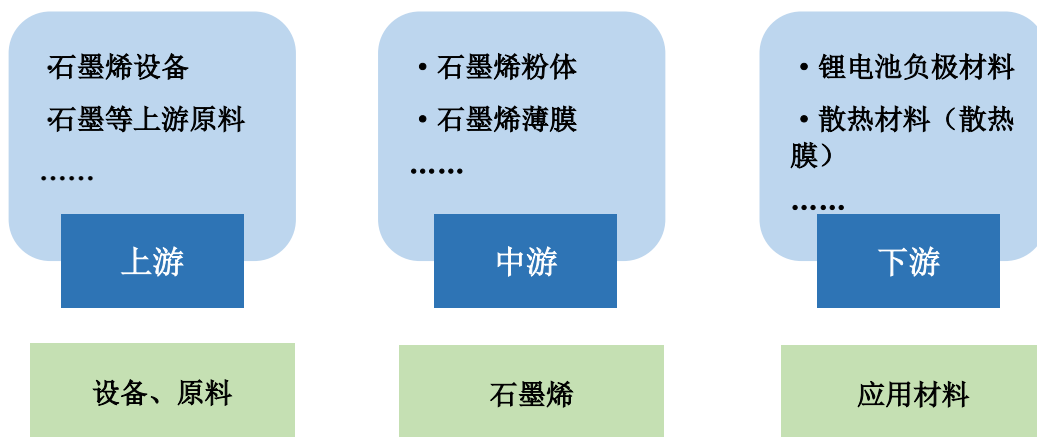 ·石墨烯设备
·石墨等上游原料
……
上游
设备、原料
·石墨烯粉体
·石墨烯薄膜
……
中游
石墨烯
·锂电池负极材料
·散热材料（散热
膜）
……
下游
应用材料